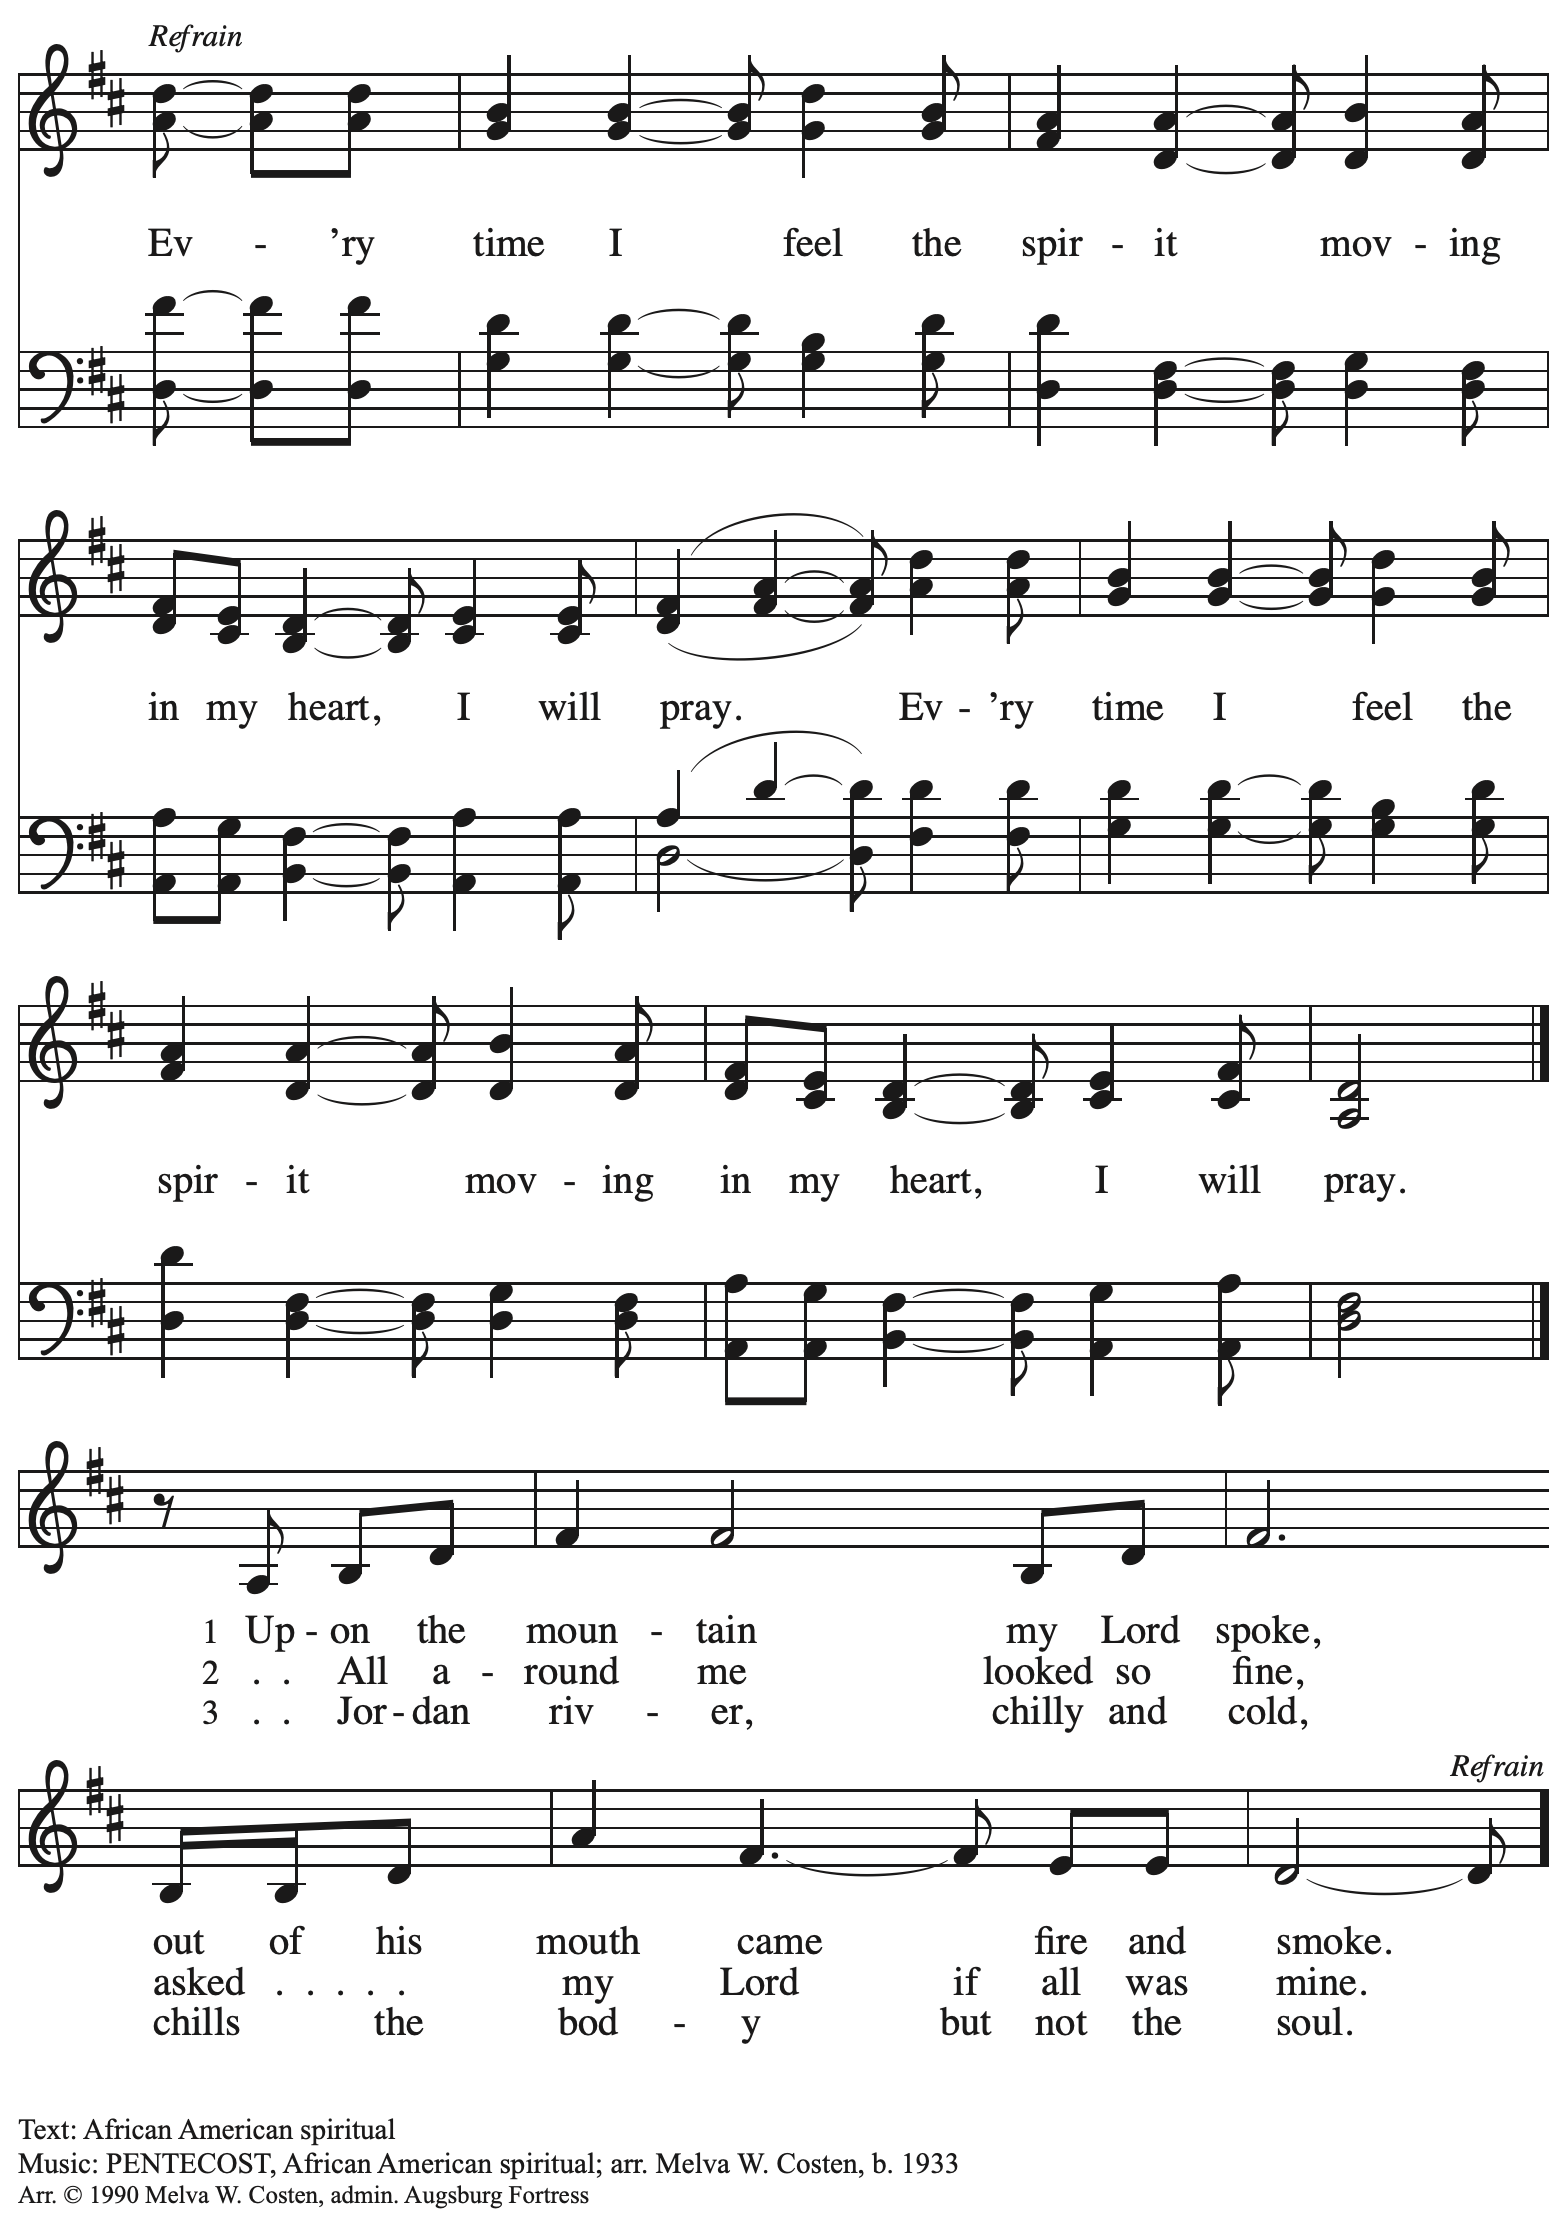 Refrain
Ev - ’ry time I feel the spir - it mov - ing
in my heart, I will pray. Ev - ’ry time I feel the
spir - it mov - ing in my heart, I will pray.
1 Up - on the moun - tain my Lord spoke,
2 . . All a - round me looked so fine,
3 . . Jor - dan riv - er, chilly and cold,
Refrain
out of his mouth came fire and smoke.
asked . . . . . my Lord if all was mine.
chills the bod - y but not the soul.
Text: African American spiritual
Music: PENTECOST, African American spiritual; arr. Melva W. Costen, b. 1933
Arr. © 1990 Melva W. Costen, admin. Augsburg Fortress